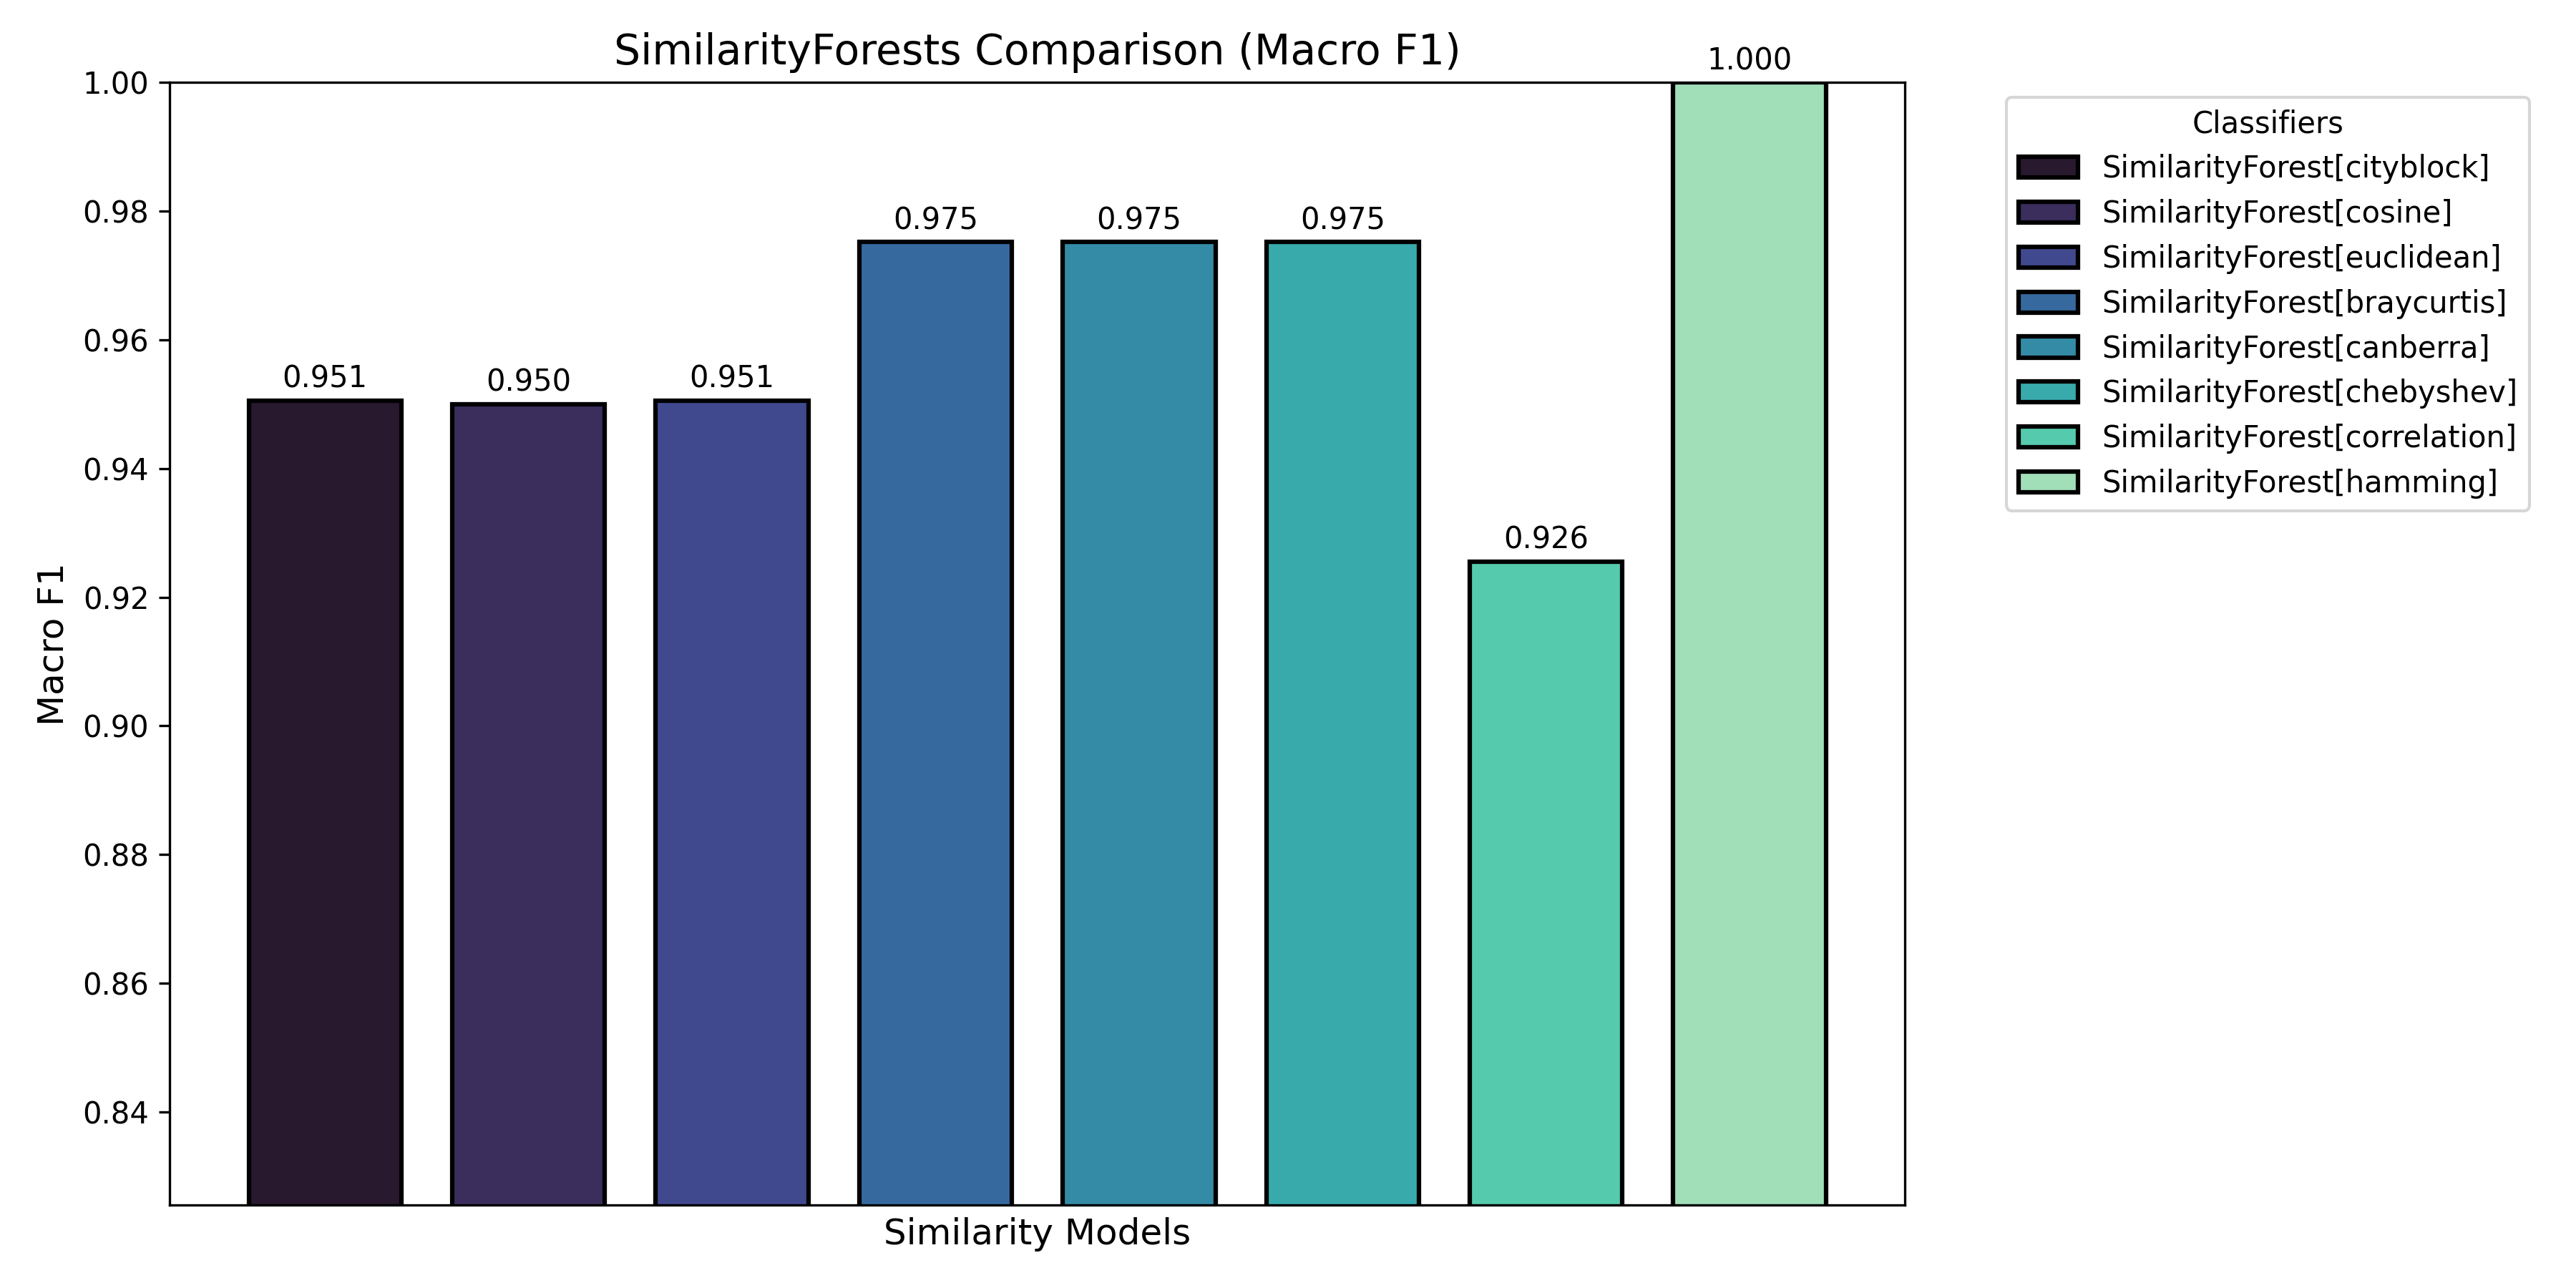 SimilarityForests Comparison (Macro F1)
1.000
1.00
0.98
0.96
0.94
0.92
0.90
0.88
0.86
0.84
Macro F1
0.951
0.950
0.951
0.975
0.975
0.975
0.926
Similarity Models
Classifiers
SimilarityForest[cityblock]
SimilarityForest[cosine]
SimilarityForest[euclidean]
SimilarityForest[braycurtis]
SimilarityForest[canberra]
SimilarityForest[chebyshev]
SimilarityForest[correlation]
SimilarityForest[hamming]